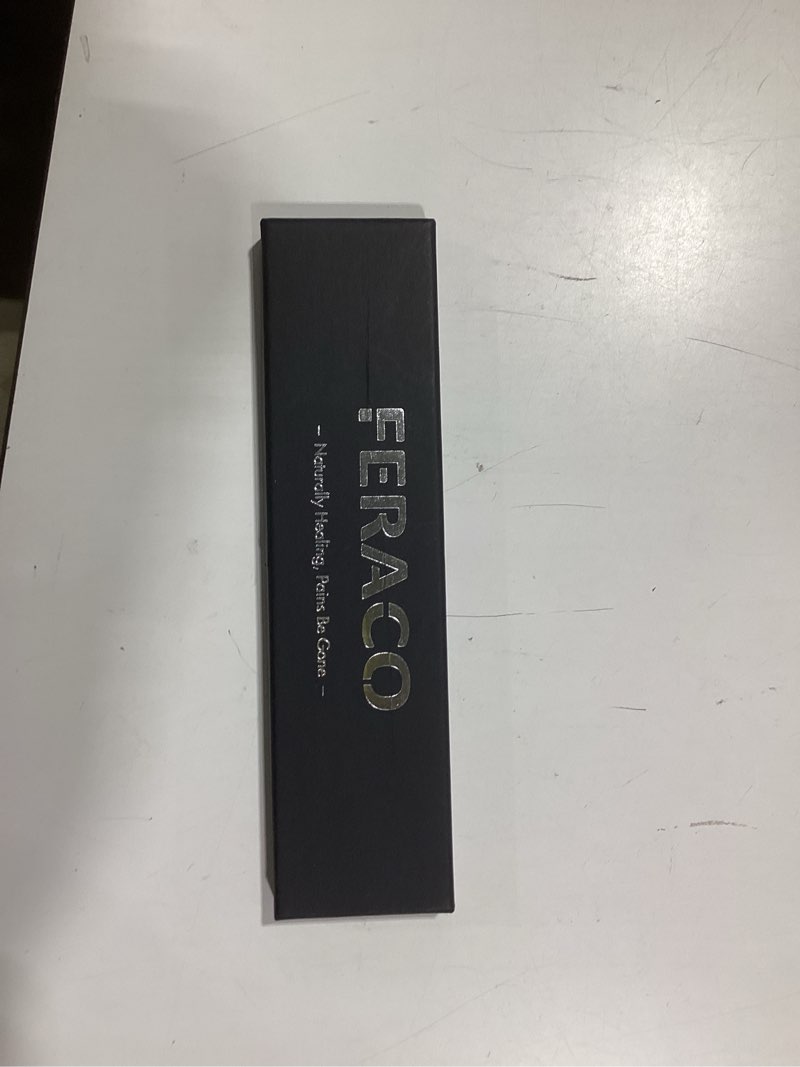 FERACO
– Naturally Healing, Pains Be Gone –